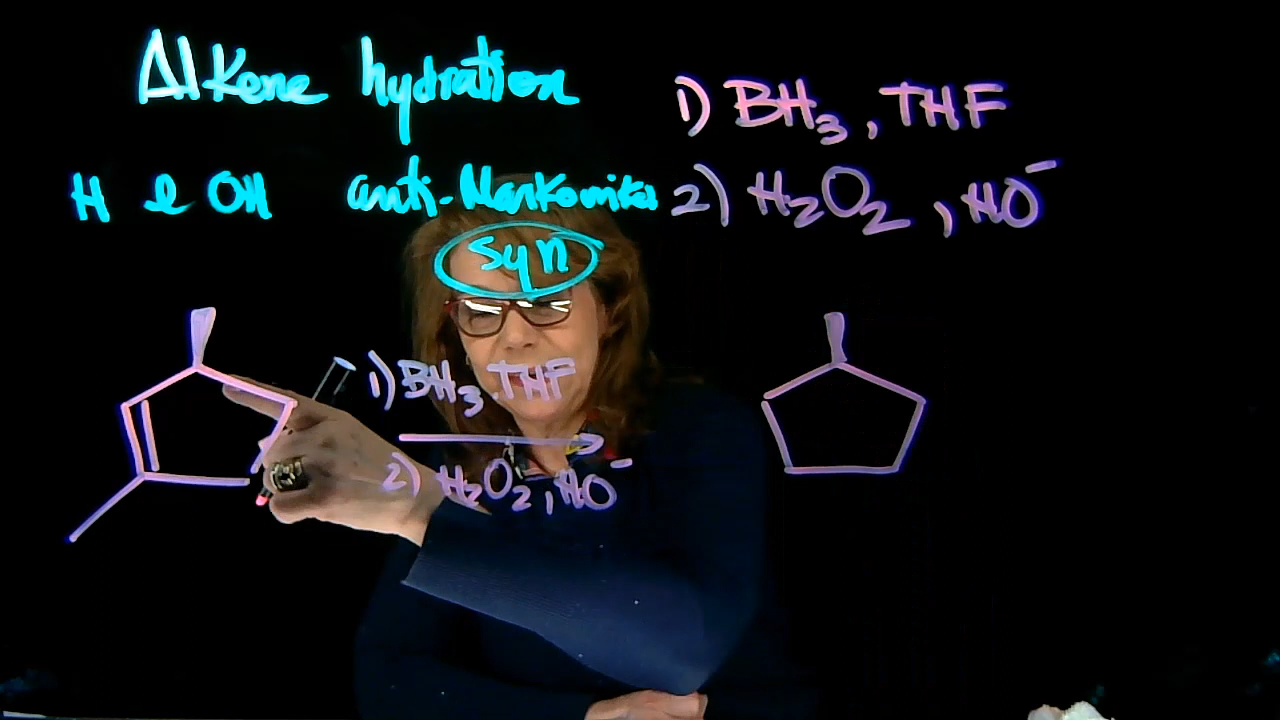 Alkene hydration
H e OH anti-Markovnikov
syn
1) BH₃, THF
2) H₂O₂, HO⁻
1) BH₃, THF
2) H₂O₂, HO⁻